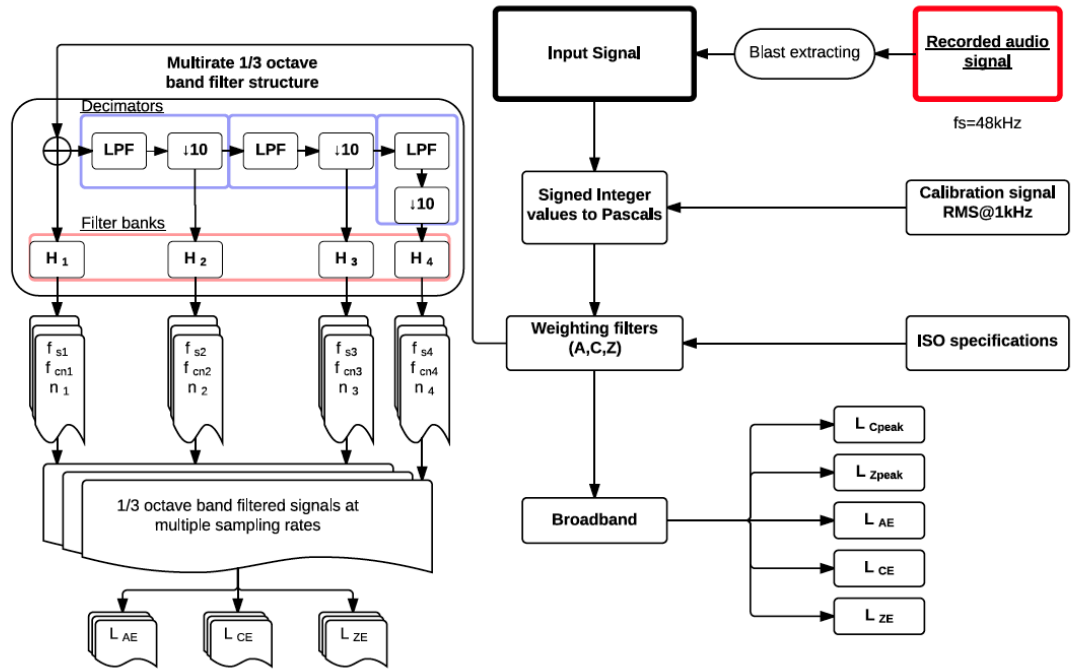 Multirate 1/3 octave
band filter structure
Decimators
LPF
↓10
LPF
↓10
LPF
↓10
Filter banks
H 1
H 2
H 3
H 4
f s1
f cn1
n 1
f s2
f cn2
n 2
f s3
f cn3
n 3
f s4
f cn4
n 4
1/3 octave band filtered signals at
multiple sampling rates
L AE
L CE
L ZE
Input Signal
Blast extracting
Recorded audio
signal
fs=48kHz
Signed Integer
values to Pascals
Calibration signal
RMS@1kHz
Weighting filters
(A,C,Z)
ISO specifications
Broadband
L Cpeak
L Zpeak
L AE
L CE
L ZE